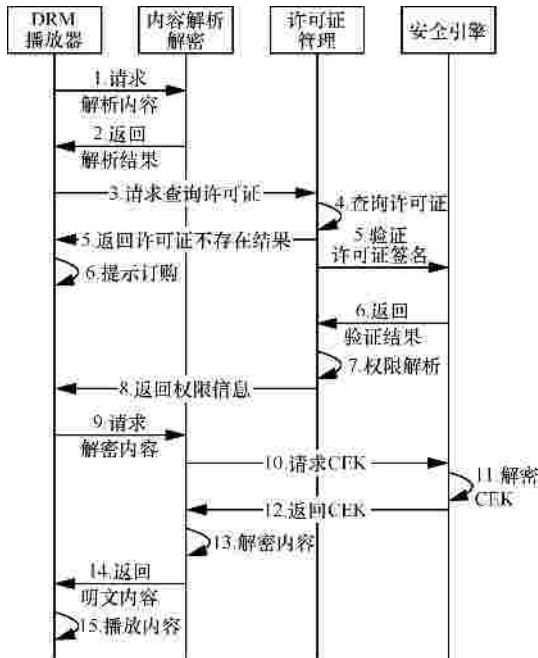 DRM
播放器
内容解析
解密
许可证
管理
安全引擎
1.请求
解析内容
2.返回
解析结果
3.请求查询许可证
4.查询许可证
5.返回许可证不存在结果
5.验证
许可证签名
6.提示订购
6.返回
验证结果
7.权限解析
8.返回权限信息
9.请求
解密内容
10.请求CEK
11.解密
CEK
12.返回CEK
13.解密内容
14.返回
明文内容
15.播放内容